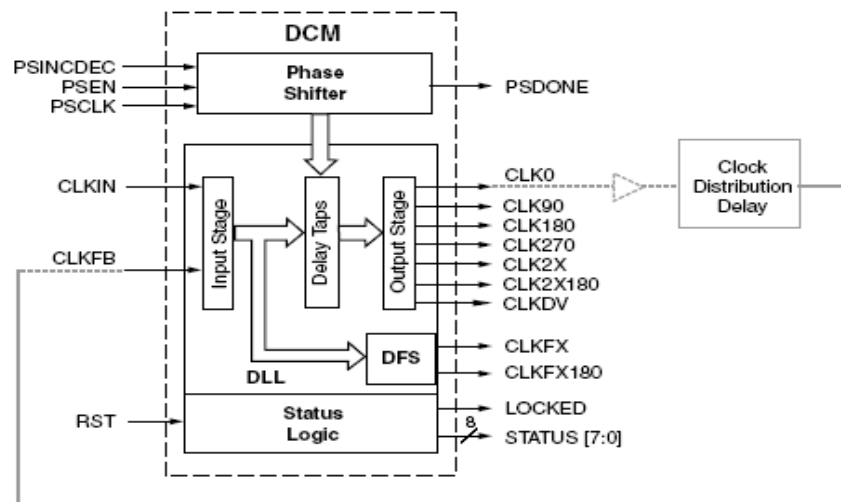 DCM
PSINCDEC
PSEN
PSCLK
Phase
Shifter
PSDONE
CLKIN
CLKFB
Input Stage
Delay Taps
Output Stage
CLK0
CLK90
CLK180
CLK270
CLK2X
CLK2X180
CLKDV
Clock
Distribution
Delay
DLL
DFS
CLKFX
CLKFX180
RST
Status
Logic
LOCKED
8
STATUS [7:0]